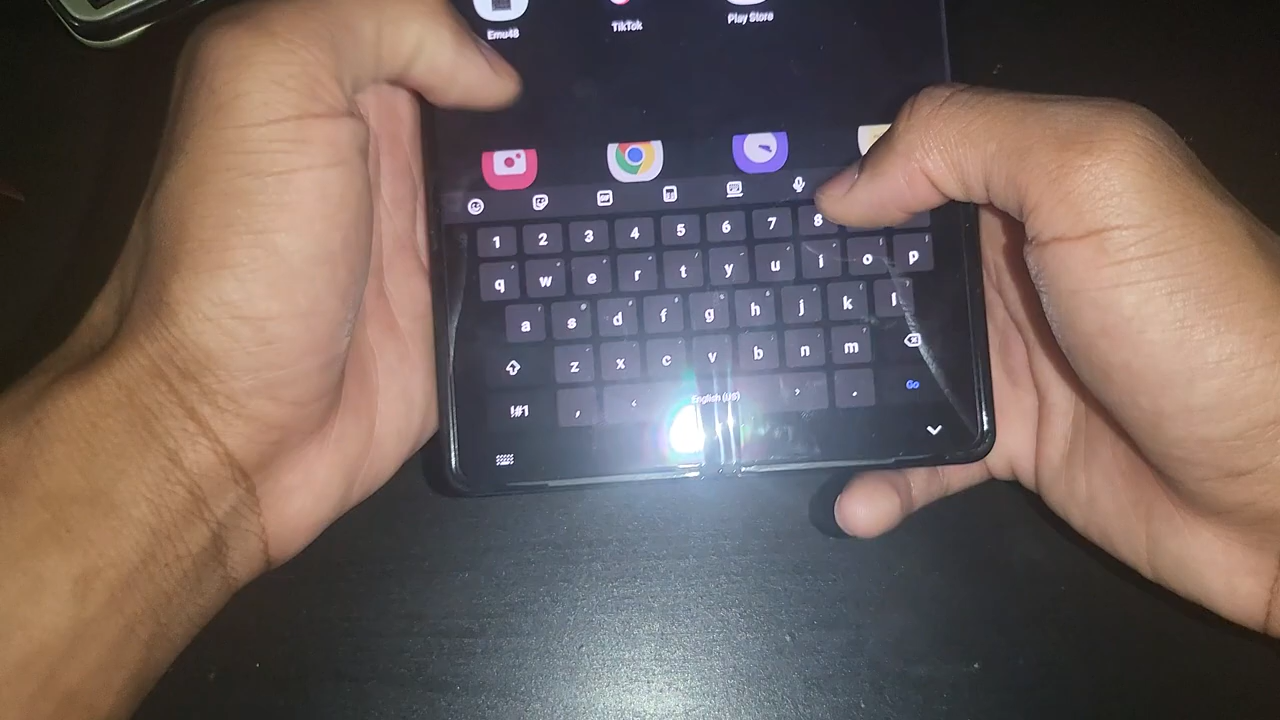 Emu48 TikTok Play Store
1 2 3 4 5 6 7 8
q w e r t y u i o p
a s d f g h j k l
z x c v b n m
!#1 , < English (US) > . Go